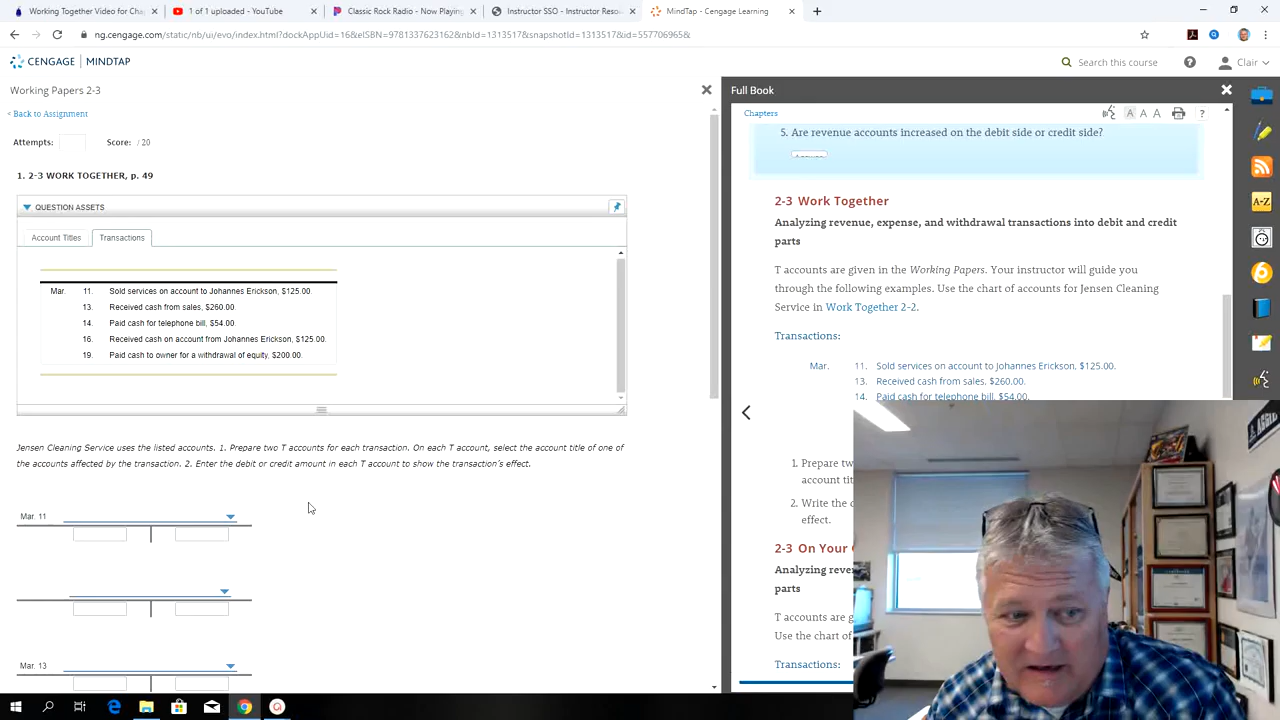 Working Together Video for Cha
1 of 1 uploaded - YouTube
Classic Rock Radio - Now Playing
Instructor SSO - Instructor Reso
MindTap - Cengage Learning
ng.cengage.com/static/nb/ui/evo/index.html?dockAppUid=16&eISBN=9781337623162&nbId=1313517&snapshotId=1313517&id=557706965&
CENGAGE | MINDTAP
Search this course
Clair
Working Papers 2-3
< Back to Assignment
Attempts:
Score: / 20
1. 2-3 WORK TOGETHER, p. 49
QUESTION ASSETS
Account Titles
Transactions
Mar. 11. Sold services on account to Johannes Erickson, $125.00.
13. Received cash from sales, $260.00.
14. Paid cash for telephone bill, $54.00.
Received cash on account from Johannes Erickson, $125.00.
19. Paid cash to owner for a withdrawal of equity, $200.00.
Jensen Cleaning Service uses the listed accounts. 1. Prepare two T accounts for each transaction. On each T account, select the account title of one of
the accounts affected by the transaction. 2. Enter the debit or credit amount in each T account to show the transaction's effect.
Mar. 11
Mar. 13
Full Book
Chapters
A A A
?
5. Are revenue accounts increased on the debit side or credit side?
2-3 Work Together
Analyzing revenue, expense, and withdrawal transactions into debit and credit
parts
T accounts are given in the Working Papers. Your instructor will guide you
through the following examples. Use the chart of accounts for Jensen Cleaning
Service in Work Together 2-2.
Transactions:
Mar. 11. Sold services on account to Johannes Erickson, $125.00.
13. Received cash from sales, $260.00.
14. Paid cash for telephone bill, $54.00.
1. Prepare tw
account tit
2. Write the
effect.
2-3 On Your
Analyzing reve
parts
T accounts are g
Use the chart of
Transactions:
A-Z